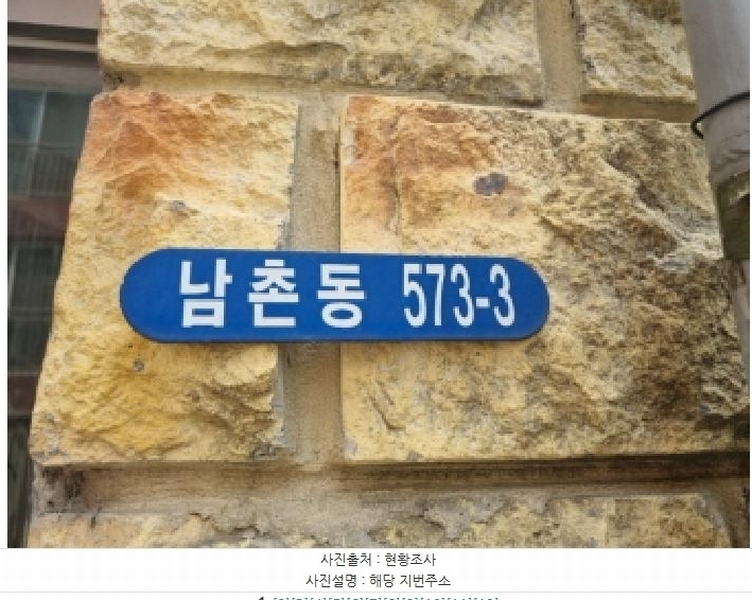 남촌동 573-3
사진출처 : 현황조사
사진설명 : 해당 지번주소